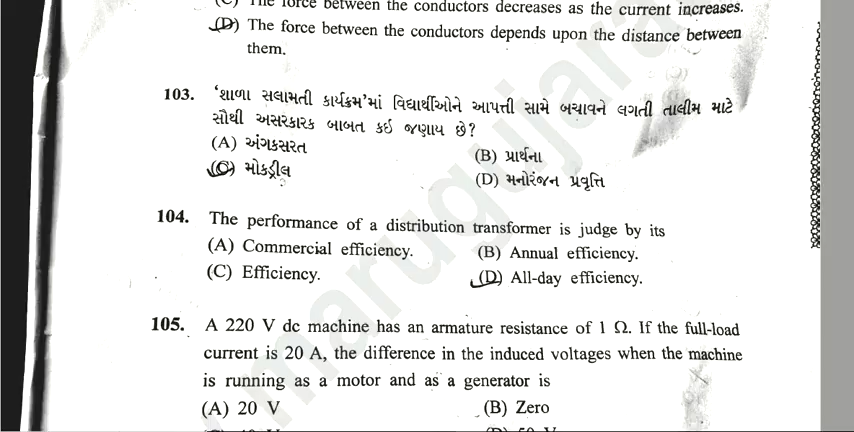 (C) The force between the conductors decreases as the current increases.
(D) The force between the conductors depends upon the distance between
them.
103. 'શાળા સલામતી કાર્યક્રમ'માં વિદ્યાર્થીઓને આપત્તી સામે બચાવને લગતી તાલીમ માટે
સૌથી અસરકારક બાબત કઈ જણાય છે?
(A) અંગકસરત
(B) પ્રાર્થના
(C) મોકડ્રીલ
(D) મનોરંજન પ્રવૃત્તિ
104. The performance of a distribution transformer is judge by its
(A) Commercial efficiency.
(B) Annual efficiency.
(C) Efficiency.
(D) All-day efficiency.
105. A 220 V dc machine has an armature resistance of 1 Ω. If the full-load
current is 20 A, the difference in the induced voltages when the machine
is running as a motor and as a generator is
(A) 20 V
(B) Zero
marugujara